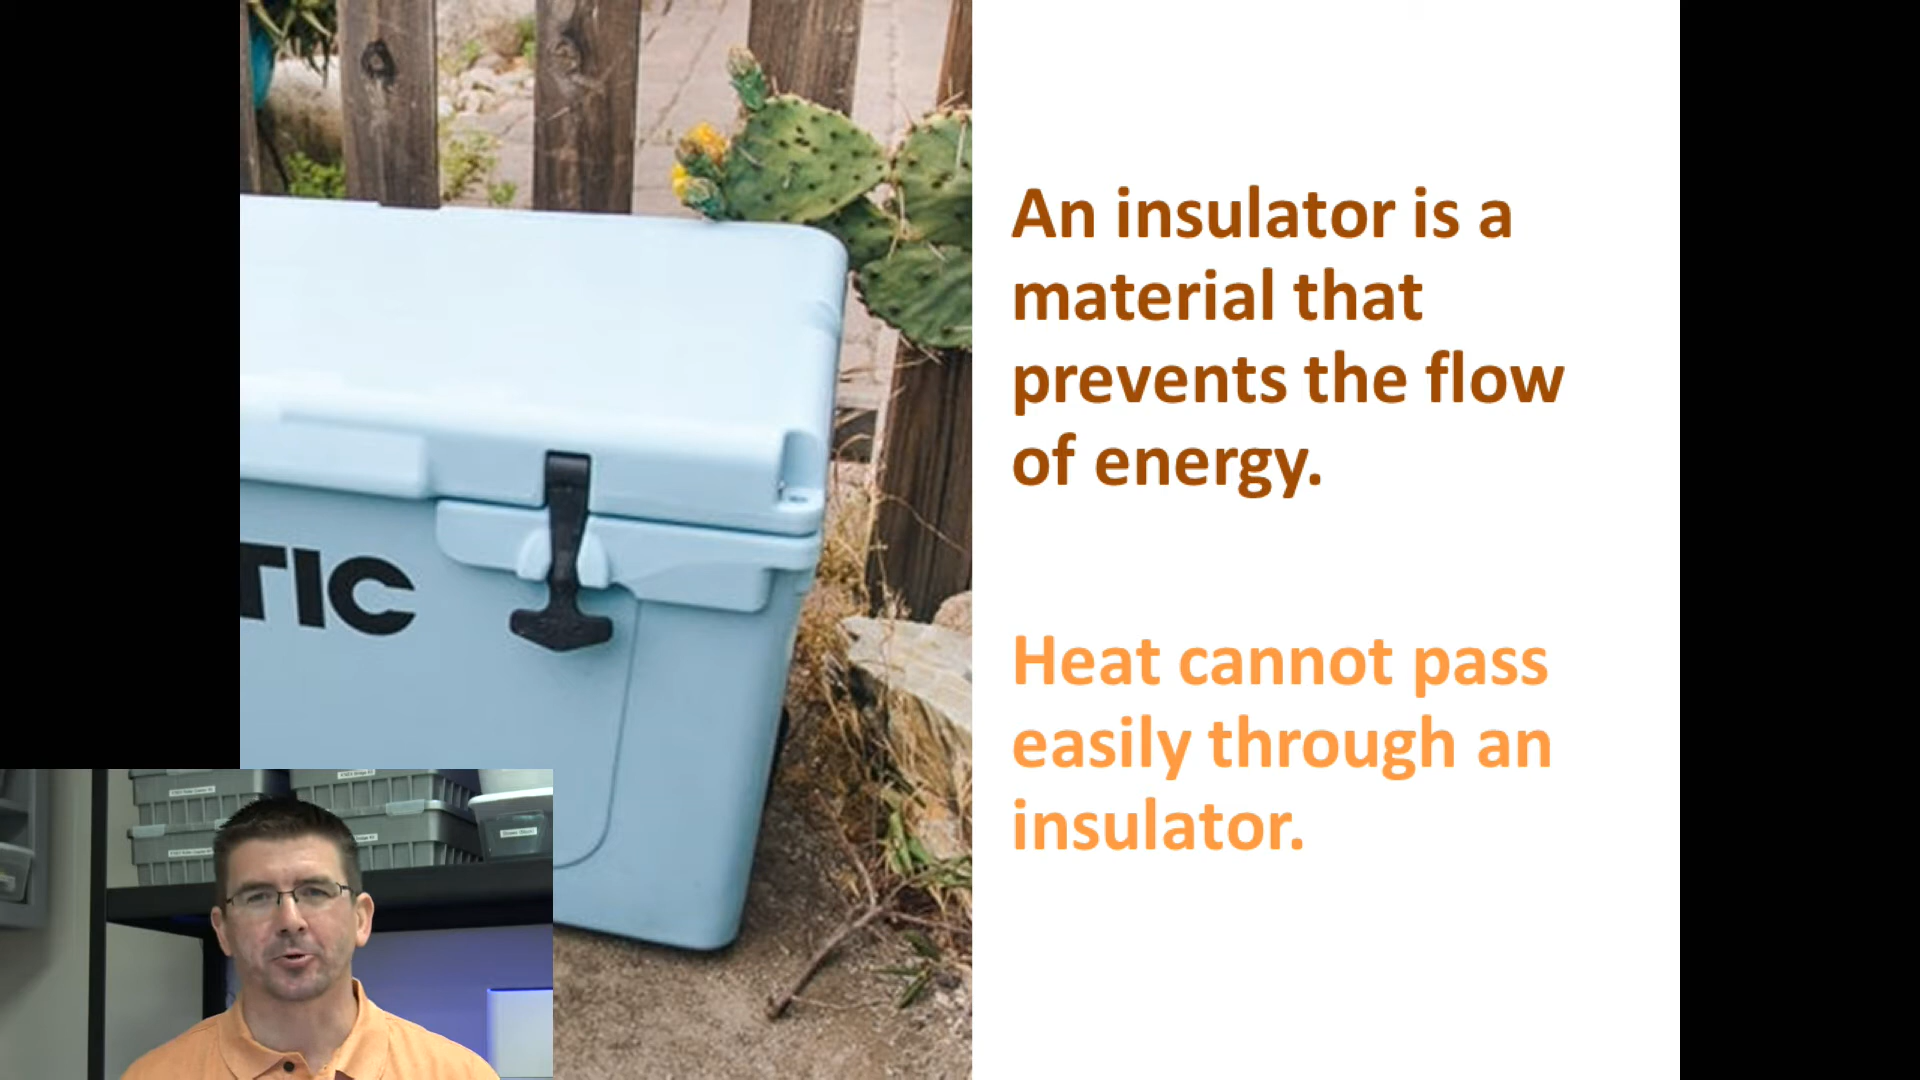 An insulator is a
material that
prevents the flow
of energy.
Heat cannot pass
easily through an
insulator.
TIC